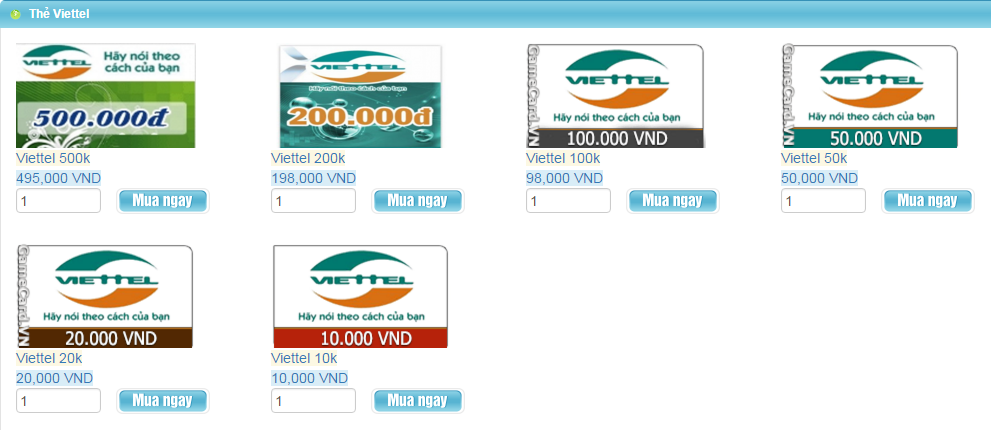 Thẻ Viettel
VIETTEL
Hãy nói theo
cách của bạn
500.000đ
Viettel 500k
495,000 VND
1
Mua ngay
VIETTEL
Hãy nói theo cách của bạn
200.000đ
Viettel 200k
198,000 VND
1
Mua ngay
GameCard.VN
VIETTEL
Hãy nói theo cách của bạn
100.000 VND
Viettel 100k
98,000 VND
1
Mua ngay
GameCard.VN
VIETTEL
Hãy nói theo cách của bạn
50.000 VND
Viettel 50k
50,000 VND
1
Mua ngay
GameCard.VN
VIETTEL
Hãy nói theo cách của bạn
20.000 VND
Viettel 20k
20,000 VND
1
Mua ngay
VIETTEL
Hãy nói theo cách của bạn
10.000 VND
Viettel 10k
10,000 VND
1
Mua ngay